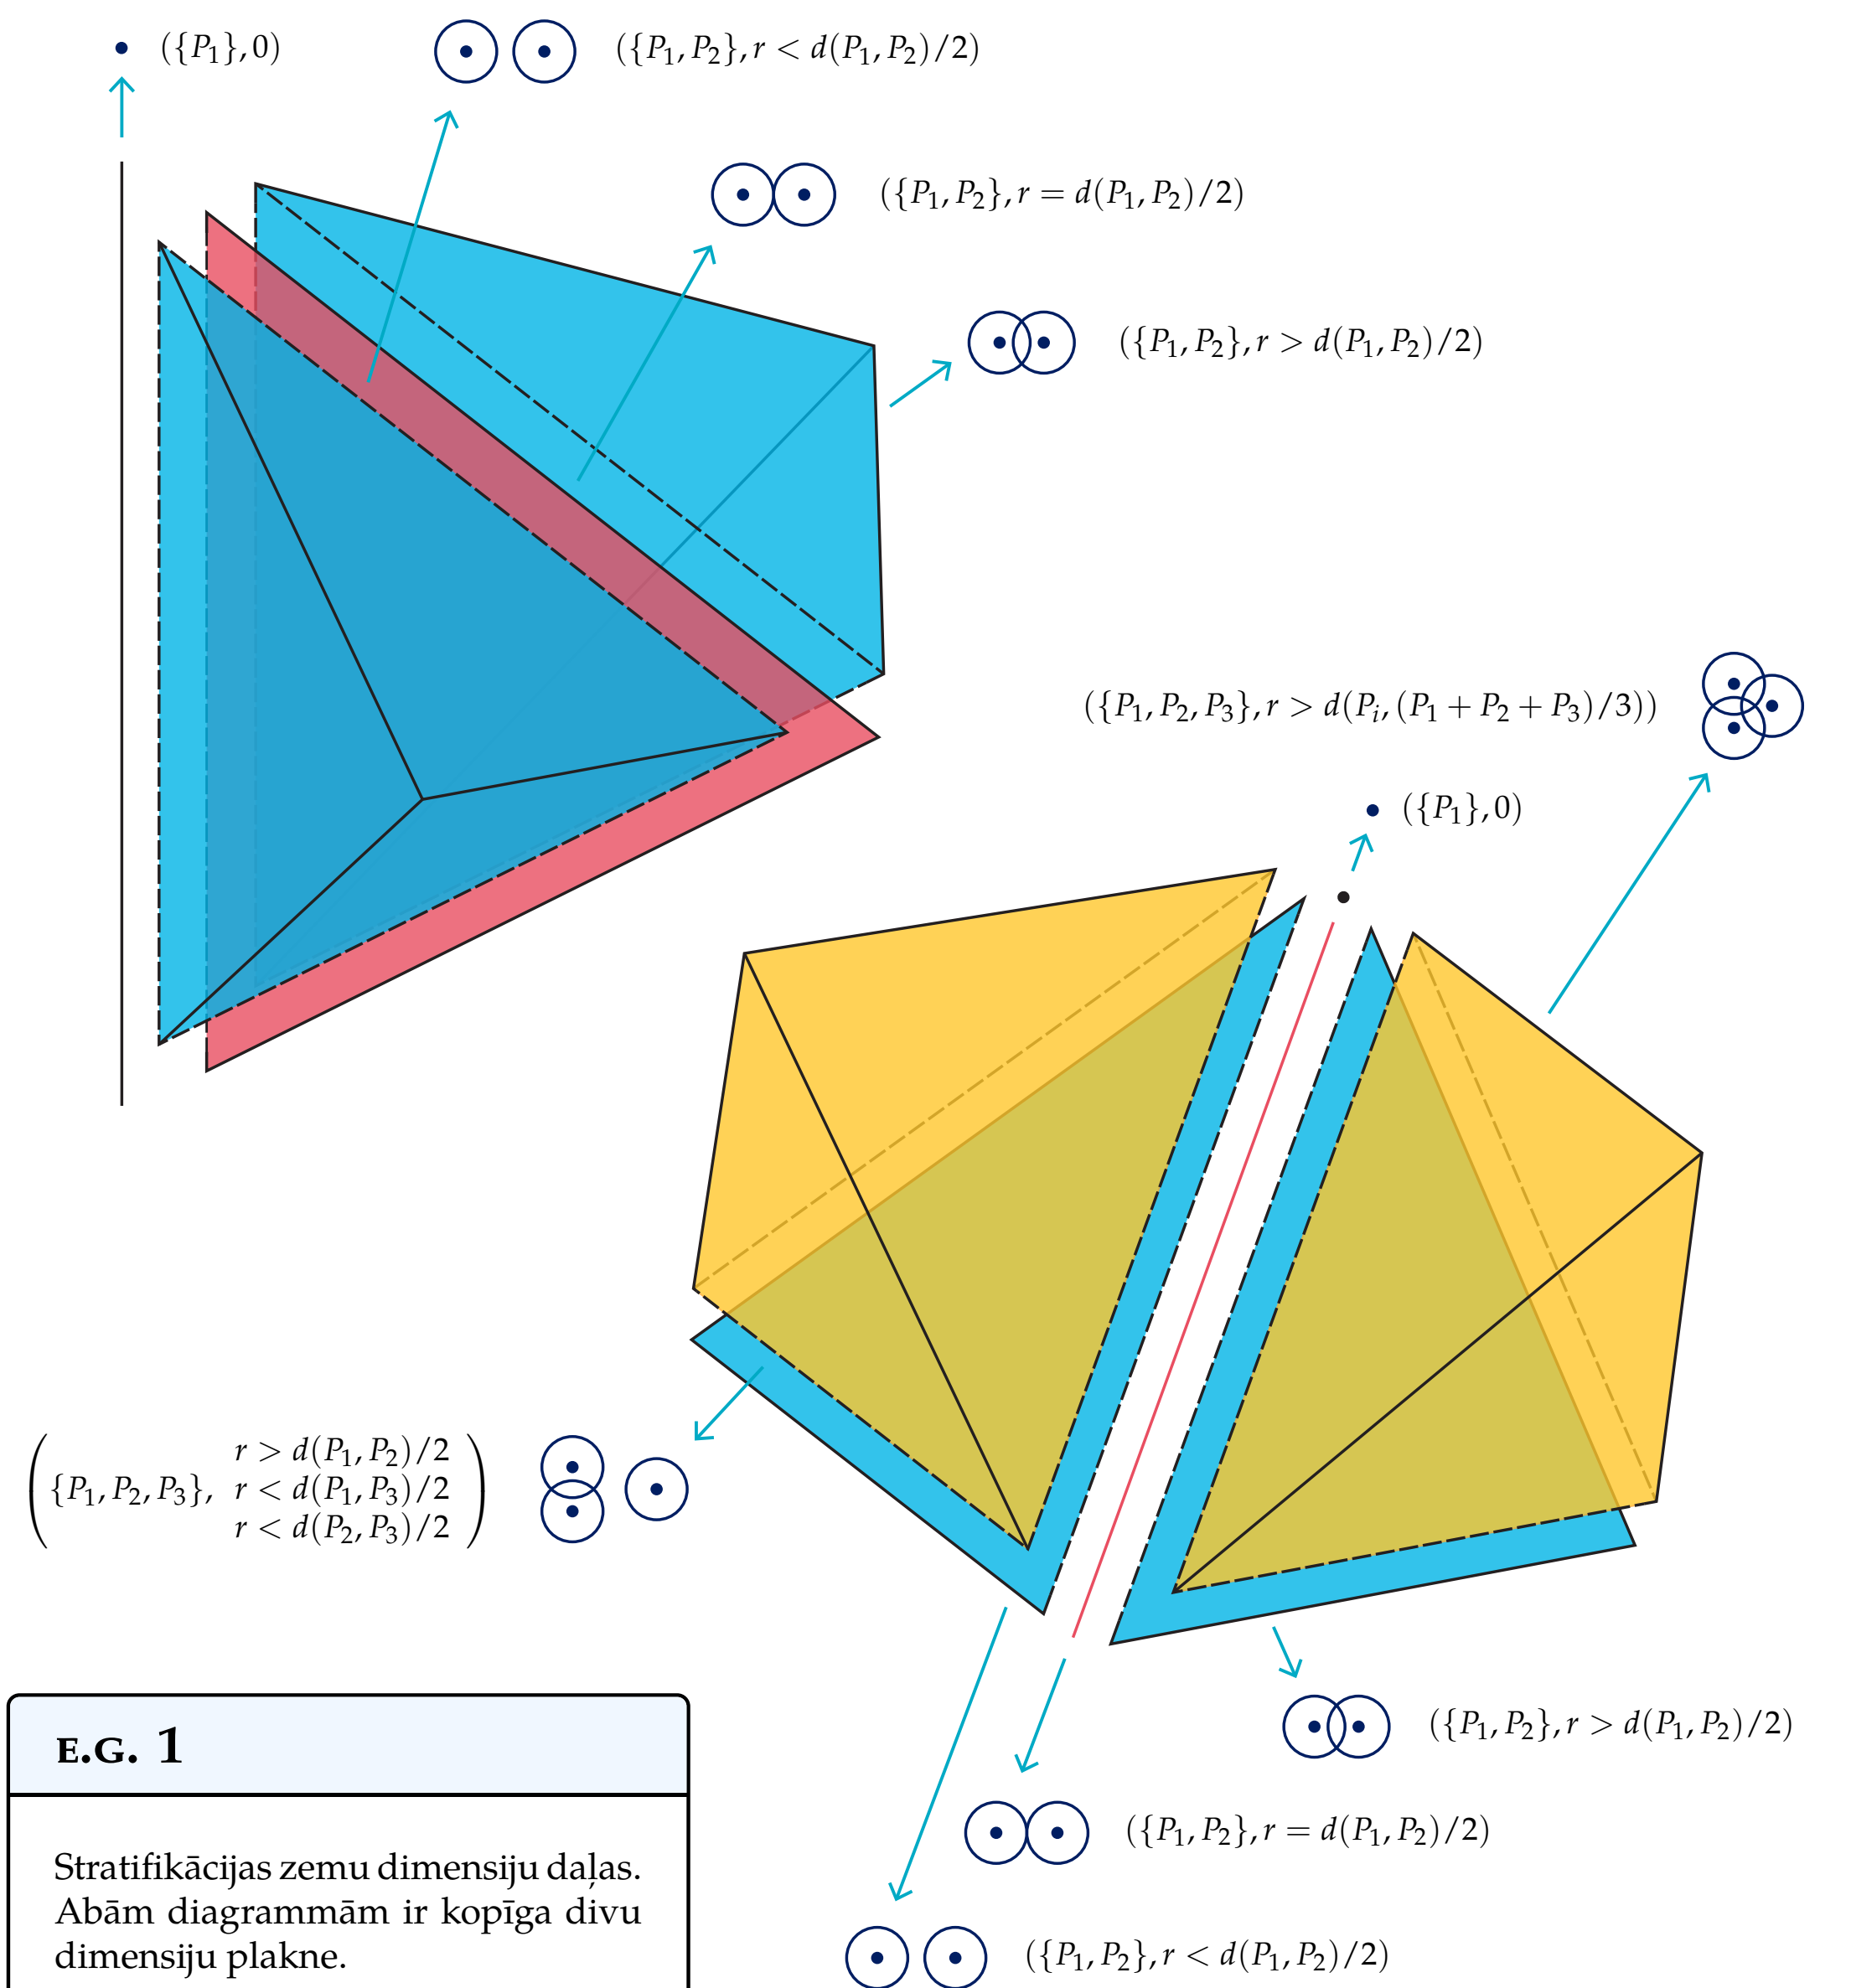 ({P₁}, 0)
({P₁, P₂}, r < d(P₁, P₂)/2)
({P₁, P₂}, r = d(P₁, P₂)/2)
({P₁, P₂}, r > d(P₁, P₂)/2)
({P₁, P₂, P₃}, r > d(Pᵢ, (P₁ + P₂ + P₃)/3))
({P₁}, 0)
r > d(P₁, P₂)/2
{P₁, P₂, P₃}, r < d(P₁, P₃)/2
r < d(P₂, P₃)/2
({P₁, P₂}, r > d(P₁, P₂)/2)
({P₁, P₂}, r = d(P₁, P₂)/2)
({P₁, P₂}, r < d(P₁, P₂)/2)
E.G. 1
Stratifikācijas zemu dimensiju daļas.
Abām diagrammām ir kopīga divu
dimensiju plakne.